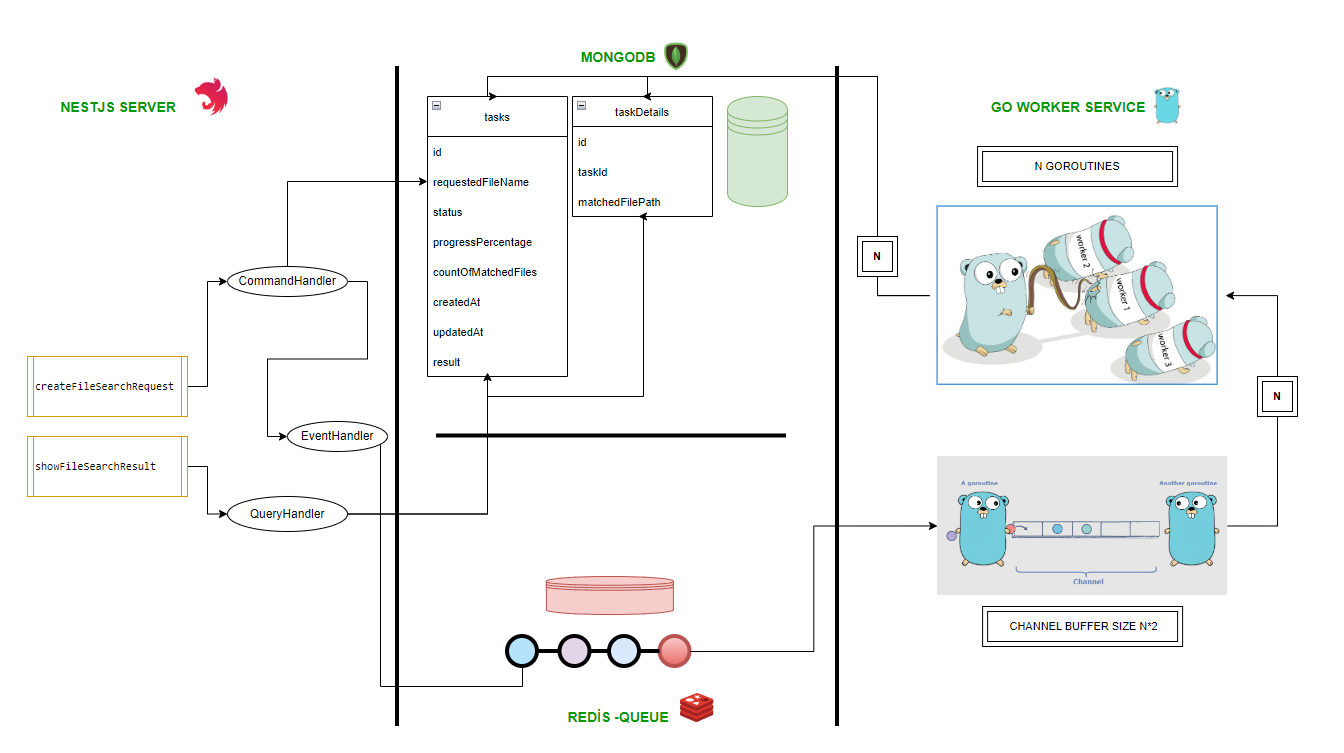 NESTJS SERVER
createFileSearchRequest
showFileSearchResult
CommandHandler
EventHandler
QueryHandler
MONGODB
tasks
id
requestedFileName
status
progressPercentage
countOfMatchedFiles
createdAt
updatedAt
result
taskDetails
id
taskId
matchedFilePath
REDİS -QUEUE
GO WORKER SERVICE
N GOROUTINES
N
worker 2
worker 1
worker 3
N
A goroutine
Another goroutine
Channel
CHANNEL BUFFER SIZE N*2